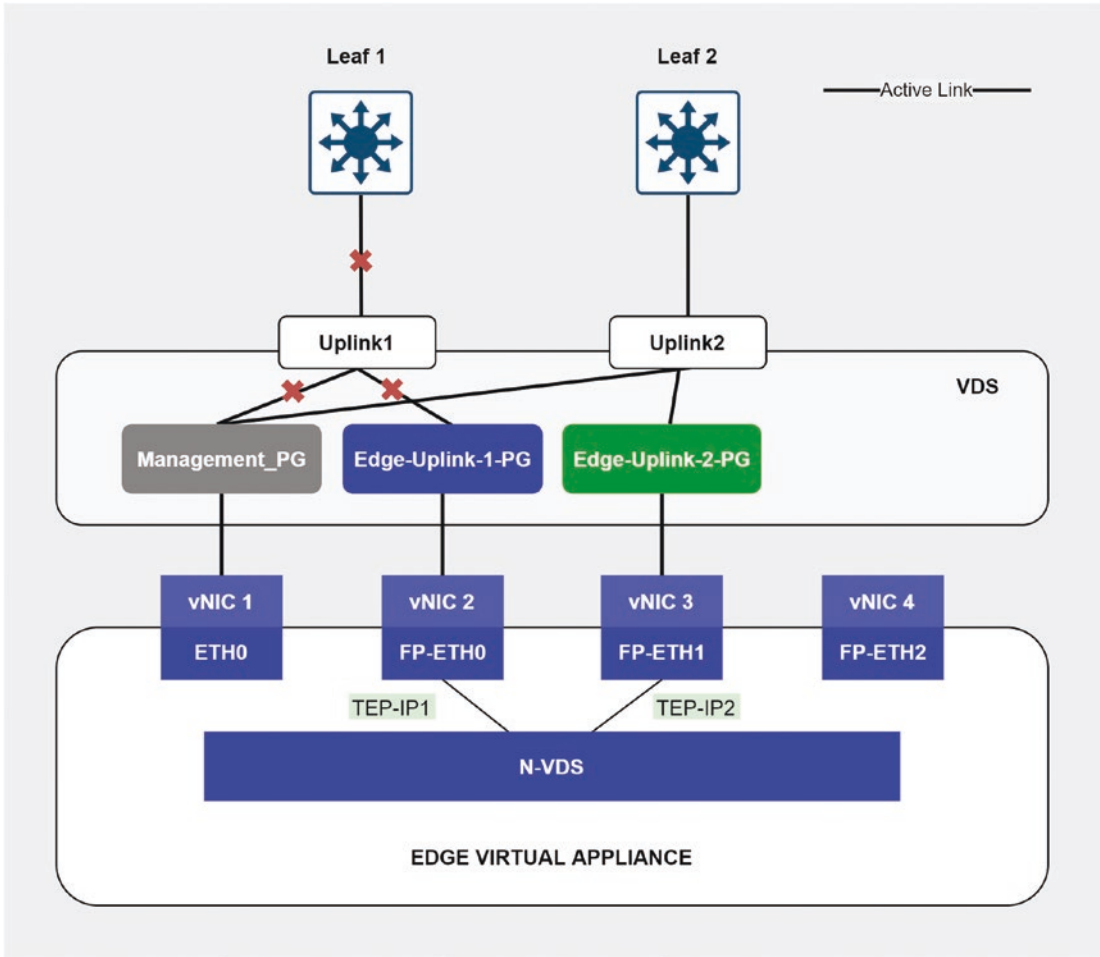 Leaf 1
Leaf 2
Active Link
Uplink1
Uplink2
VDS
Management_PG
Edge-Uplink-1-PG
Edge-Uplink-2-PG
vNIC 1
vNIC 2
vNIC 3
vNIC 4
ETH0
FP-ETH0
FP-ETH1
FP-ETH2
TEP-IP1
TEP-IP2
N-VDS
EDGE VIRTUAL APPLIANCE